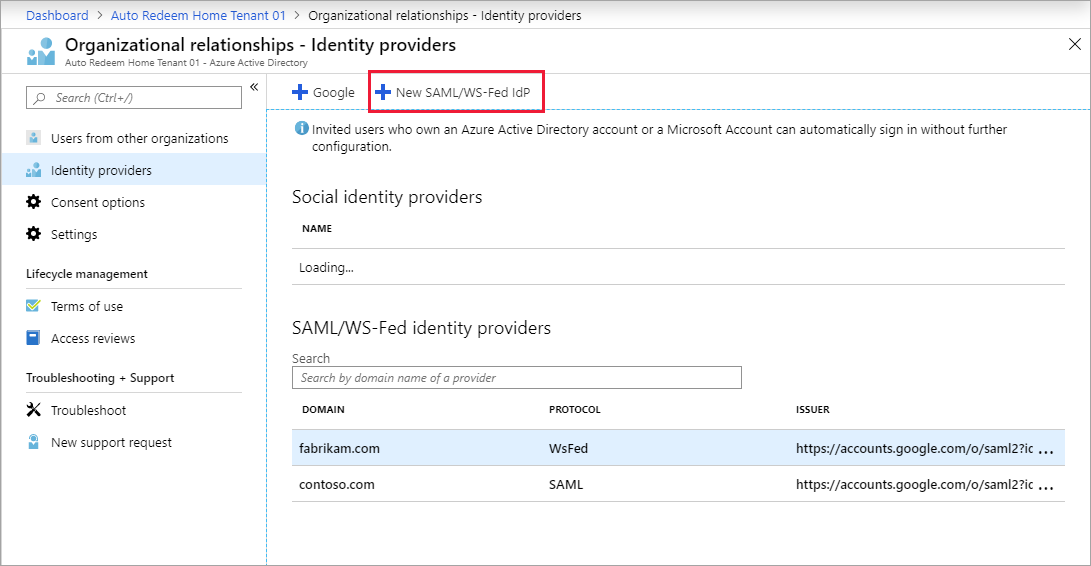 Dashboard > Auto Redeem Home Tenant 01 > Organizational relationships - Identity providers
Organizational relationships - Identity providers
Auto Redeem Home Tenant 01 - Azure Active Directory
Search (Ctrl+/)
«
Users from other organizations
Identity providers
Consent options
Settings
Lifecycle management
Terms of use
Access reviews
Troubleshooting + Support
Troubleshoot
New support request
Google
New SAML/WS-Fed IdP
Invited users who own an Azure Active Directory account or a Microsoft Account can automatically sign in without further
configuration.
Social identity providers
NAME
Loading...
SAML/WS-Fed identity providers
Search
Search by domain name of a provider
DOMAIN PROTOCOL ISSUER
fabrikam.com WsFed https://accounts.google.com/o/saml2?ic ...
contoso.com SAML https://accounts.google.com/o/saml2?ic ...